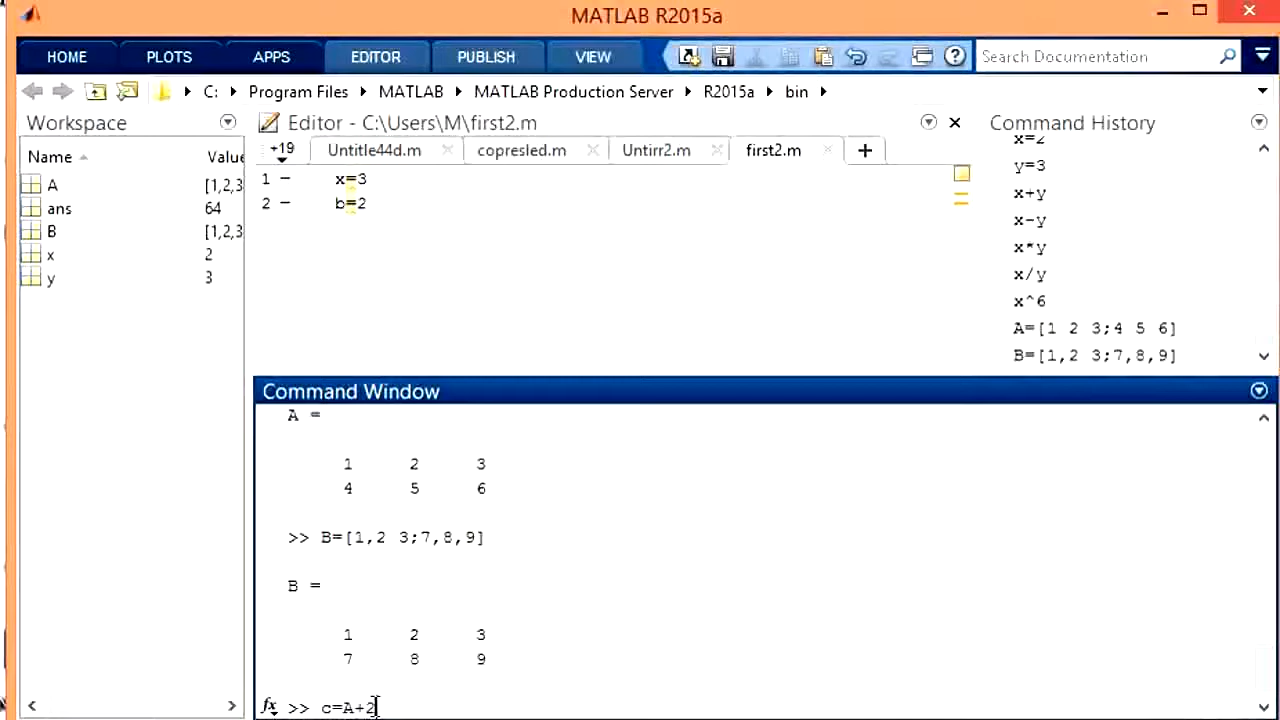 MATLAB R2015a
HOME PLOTS APPS EDITOR PUBLISH VIEW Search Documentation
C: Program Files MATLAB MATLAB Production Server R2015a bin
Workspace
Name Value
A [1,2,3
ans 64
B [1,2,3
x 2
y 3
Editor - C:\Users\M\first2.m
+19 Untitle44d.m copresled.m Untirr2.m first2.m +
1 - x=3
2 - b=2
Command History
x=2
y=3
x+y
x-y
x*y
x/y
x^6
A=[1 2 3;4 5 6]
B=[1,2 3;7,8,9]
Command Window
A =
1 2 3
4 5 6
>> B=[1,2 3;7,8,9]
B =
1 2 3
7 8 9
fx >> c=A+2